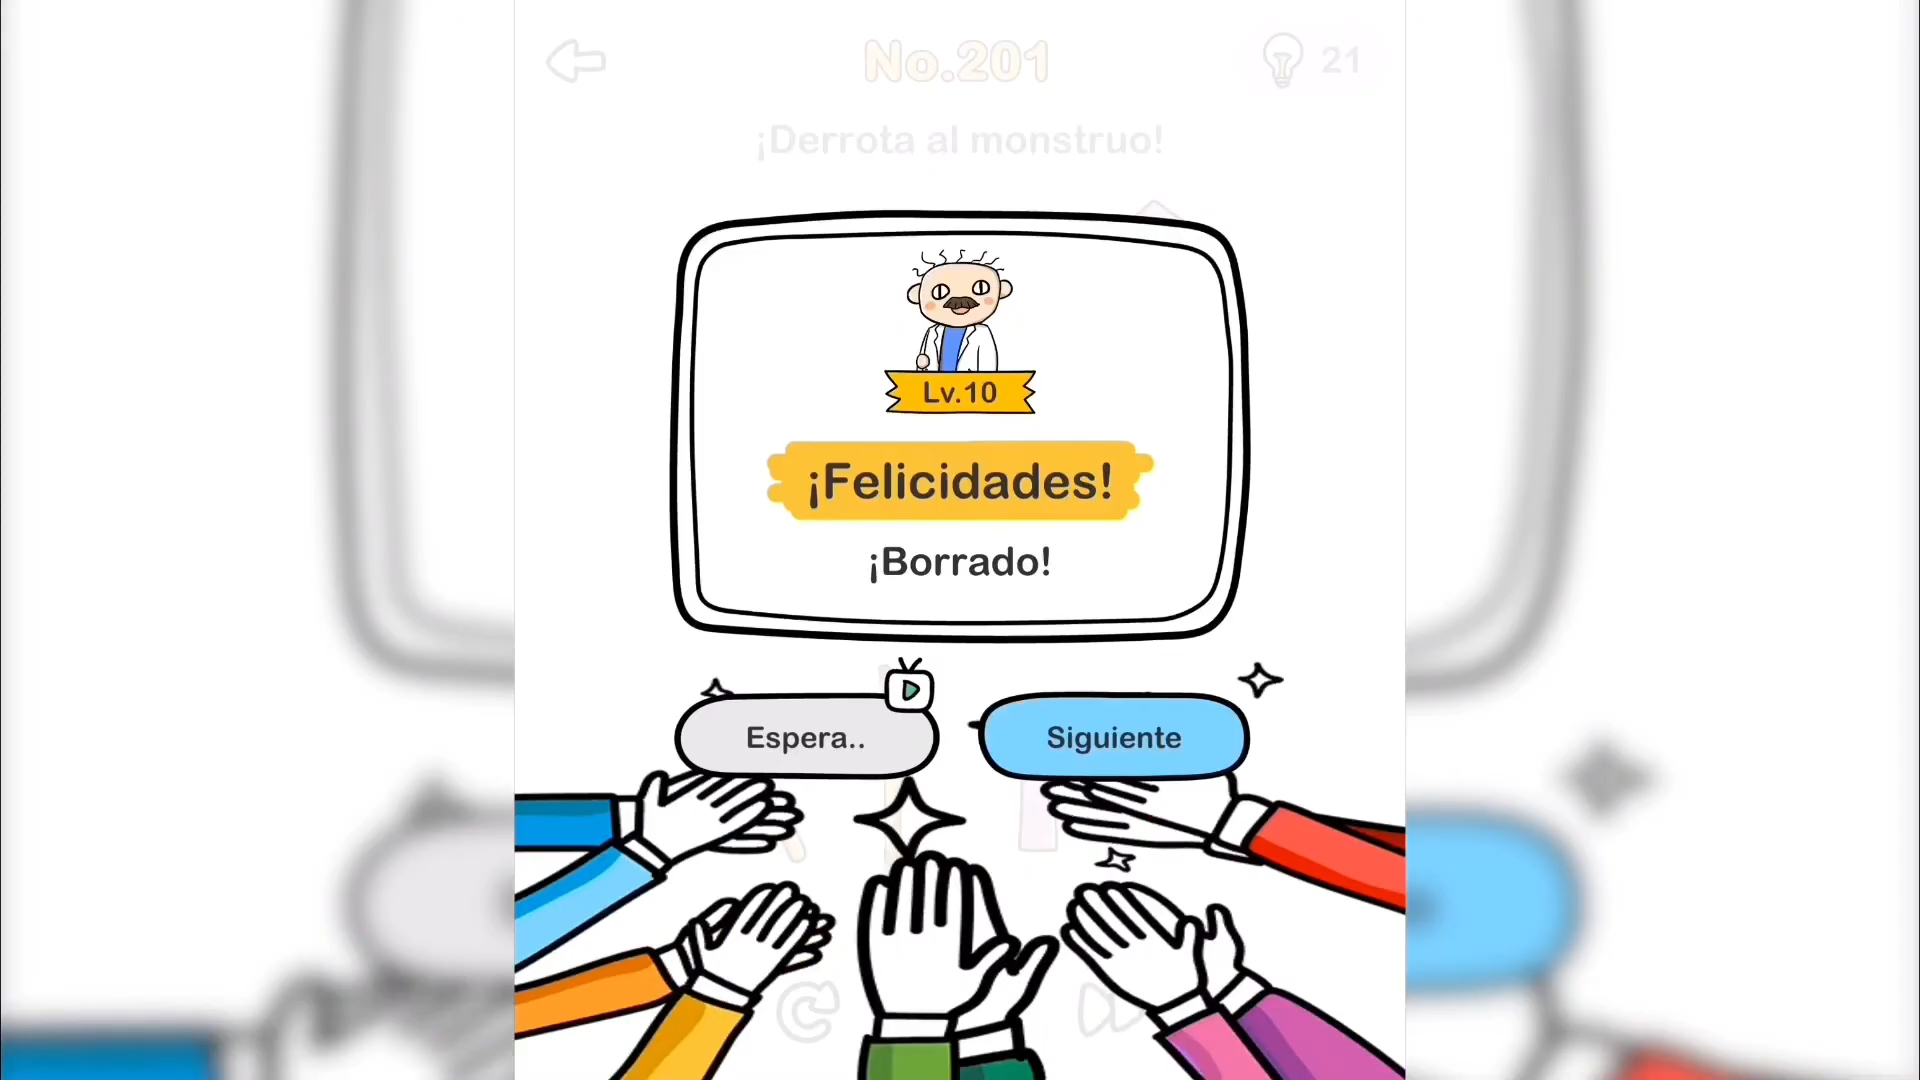 No.201
21
¡Derrota al monstruo!
Lv.10
¡Felicidades!
¡Borrado!
Espera..
Siguiente